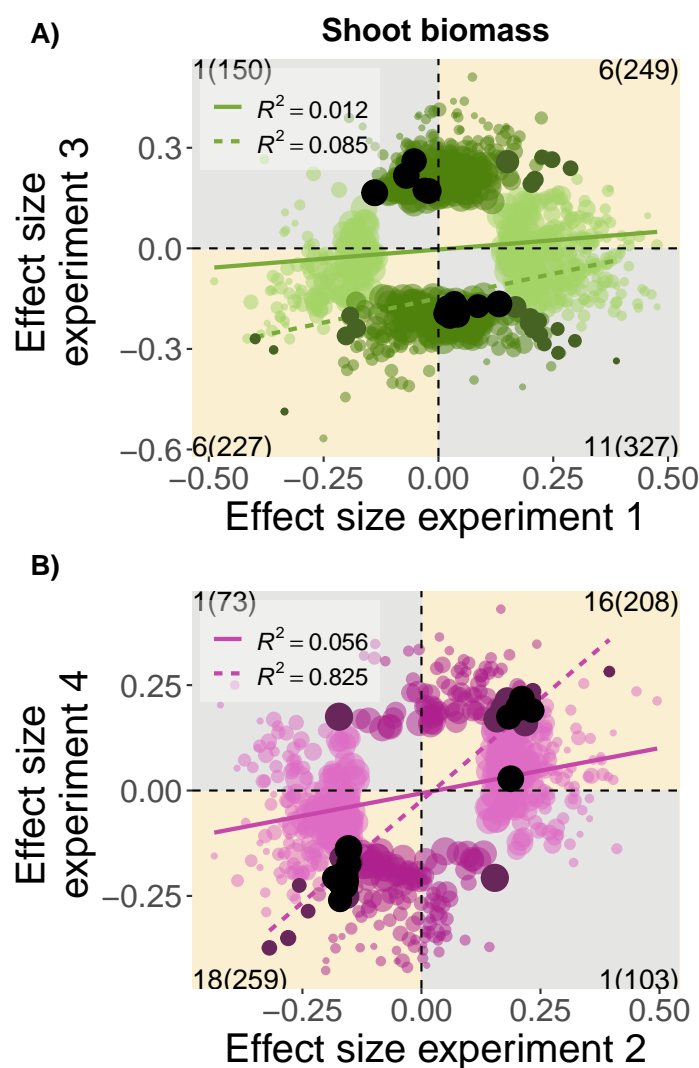 A)
Shoot biomass
1(150)
6(249)
R² = 0.012
R² = 0.085
0.3
0.0
−0.3
−0.6
Effect size
experiment 3
6(227)
11(327)
−0.50
−0.25
0.00
0.25
0.50
Effect size experiment 1
B)
1(73)
16(208)
R² = 0.056
R² = 0.825
0.25
0.00
−0.25
Effect size
experiment 4
18(259)
1(103)
−0.25
0.00
0.25
0.50
Effect size experiment 2